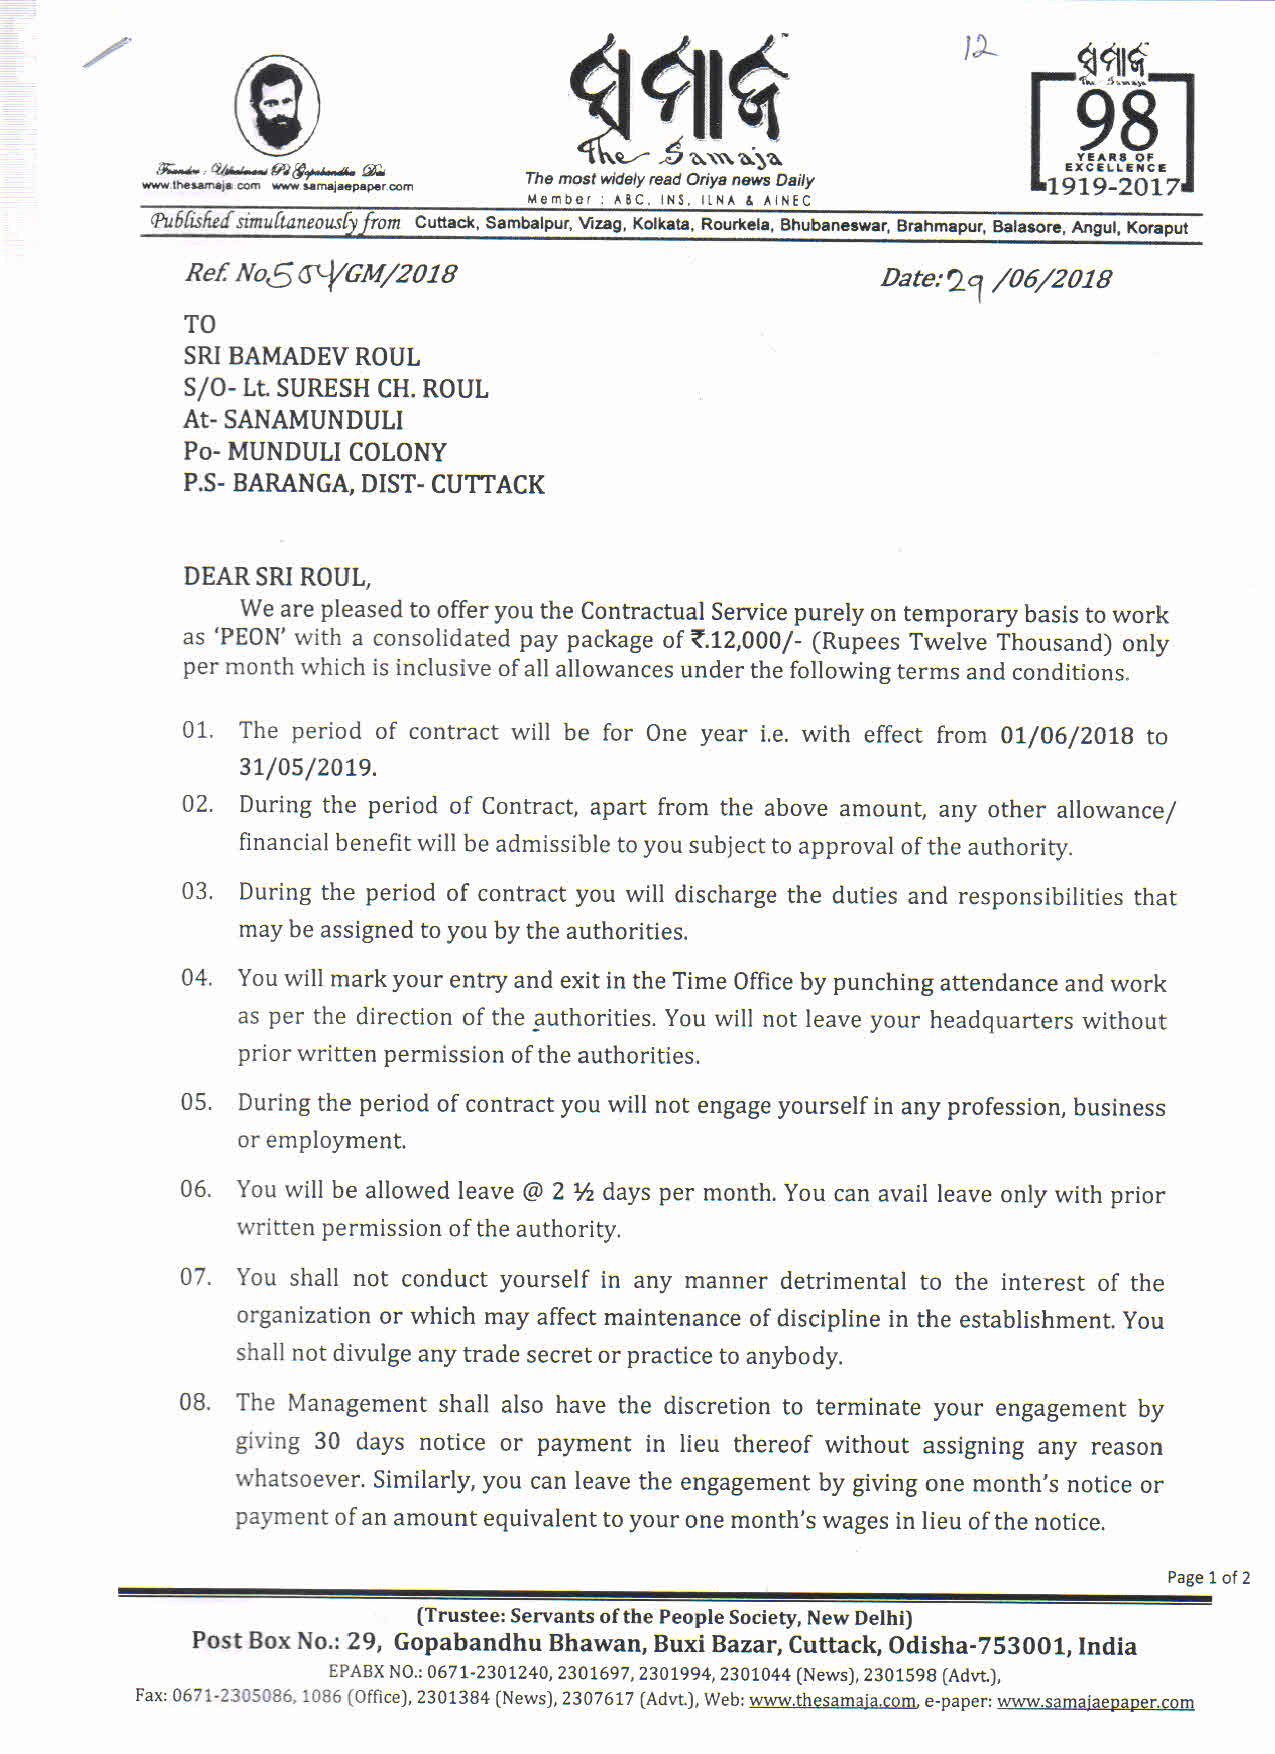 12
ସମାଜ
The Samaja
ସମାଜ
The Samaja
98
YEARS OF
EXCELLENCE
1919-2017
Founder : Utkalmani Pt Gopabandhu Das
www.thesamaja.com www.samajaepaper.com
The most widely read Oriya news Daily
Member : ABC, INS, ILNA & AINEC
Published simultaneously from Cuttack, Sambalpur, Vizag, Kolkata, Rourkela, Bhubaneswar, Brahmapur, Balasore, Angul, Koraput
Ref. No. /GM/2018 Date: 29 /06/2018
TO
SRI BAMADEV ROUL
S/O- Lt. SURESH CH. ROUL
At- SANAMUNDULI
Po- MUNDULI COLONY
P.S- BARANGA, DIST- CUTTACK
DEAR SRI ROUL,
We are pleased to offer you the Contractual Service purely on temporary basis to work
as ‘PEON’ with a consolidated pay package of ₹.12,000/- (Rupees Twelve Thousand) only
per month which is inclusive of all allowances under the following terms and conditions.
01. The period of contract will be for One year i.e. with effect from 01/06/2018 to
31/05/2019.
02. During the period of Contract, apart from the above amount, any other allowance/
financial benefit will be admissible to you subject to approval of the authority.
03. During the period of contract you will discharge the duties and responsibilities that
may be assigned to you by the authorities.
04. You will mark your entry and exit in the Time Office by punching attendance and work
as per the direction of the authorities. You will not leave your headquarters without
prior written permission of the authorities.
05. During the period of contract you will not engage yourself in any profession, business
or employment.
06. You will be allowed leave @ 2 ½ days per month. You can avail leave only with prior
written permission of the authority.
07. You shall not conduct yourself in any manner detrimental to the interest of the
organization or which may affect maintenance of discipline in the establishment. You
shall not divulge any trade secret or practice to anybody.
08. The Management shall also have the discretion to terminate your engagement by
giving 30 days notice or payment in lieu thereof without assigning any reason
whatsoever. Similarly, you can leave the engagement by giving one month’s notice or
payment of an amount equivalent to your one month’s wages in lieu of the notice.
Page 1 of 2
(Trustee: Servants of the People Society, New Delhi)
Post Box No.: 29, Gopabandhu Bhawan, Buxi Bazar, Cuttack, Odisha-753001, India
EPABX NO.: 0671-2301240, 2301697, 2301994, 2301044 (News), 2301598 (Advt.),
Fax: 0671-2305086, 1086 (Office), 2301384 (News), 2307617 (Advt.), Web: www.thesamaja.com, e-paper: www.samajaepaper.com